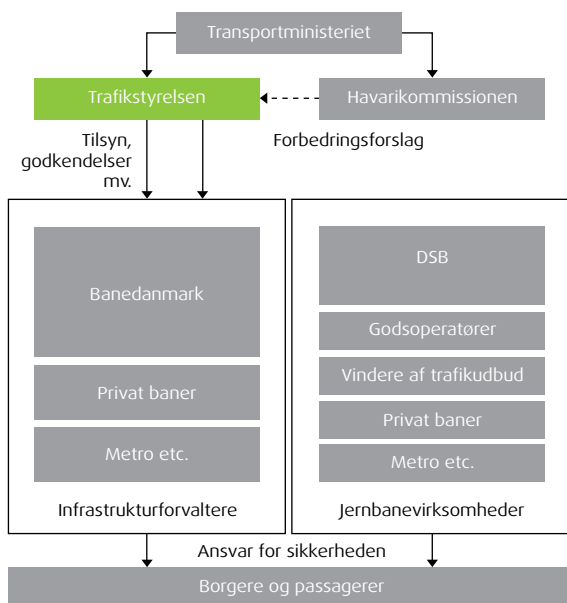 Transportministeriet
Trafikstyrelsen
Havarikommissionen
Tilsyn,
godkendelser
mv.
Forbedringsforslag
Banedanmark
Privat baner
Metro etc.
Infrastrukturforvaltere
DSB
Godsoperatører
Vindere af trafikudbud
Privat baner
Metro etc.
Jernbanevirksomheder
Ansvar for sikkerheden
Borgere og passagerer